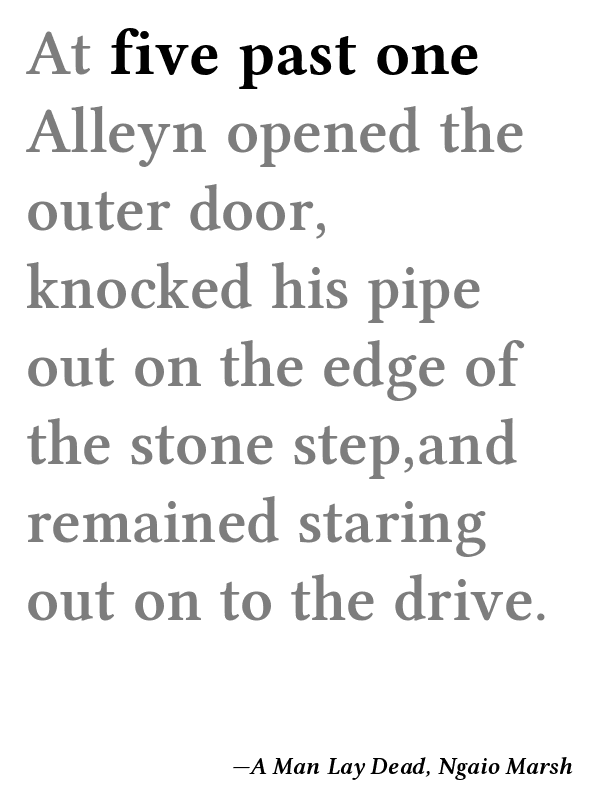 At five past one
Alleyn opened the
outer door,
knocked his pipe
out on the edge of
the stone step,and
remained staring
out on to the drive.
—A Man Lay Dead, Ngaio Marsh